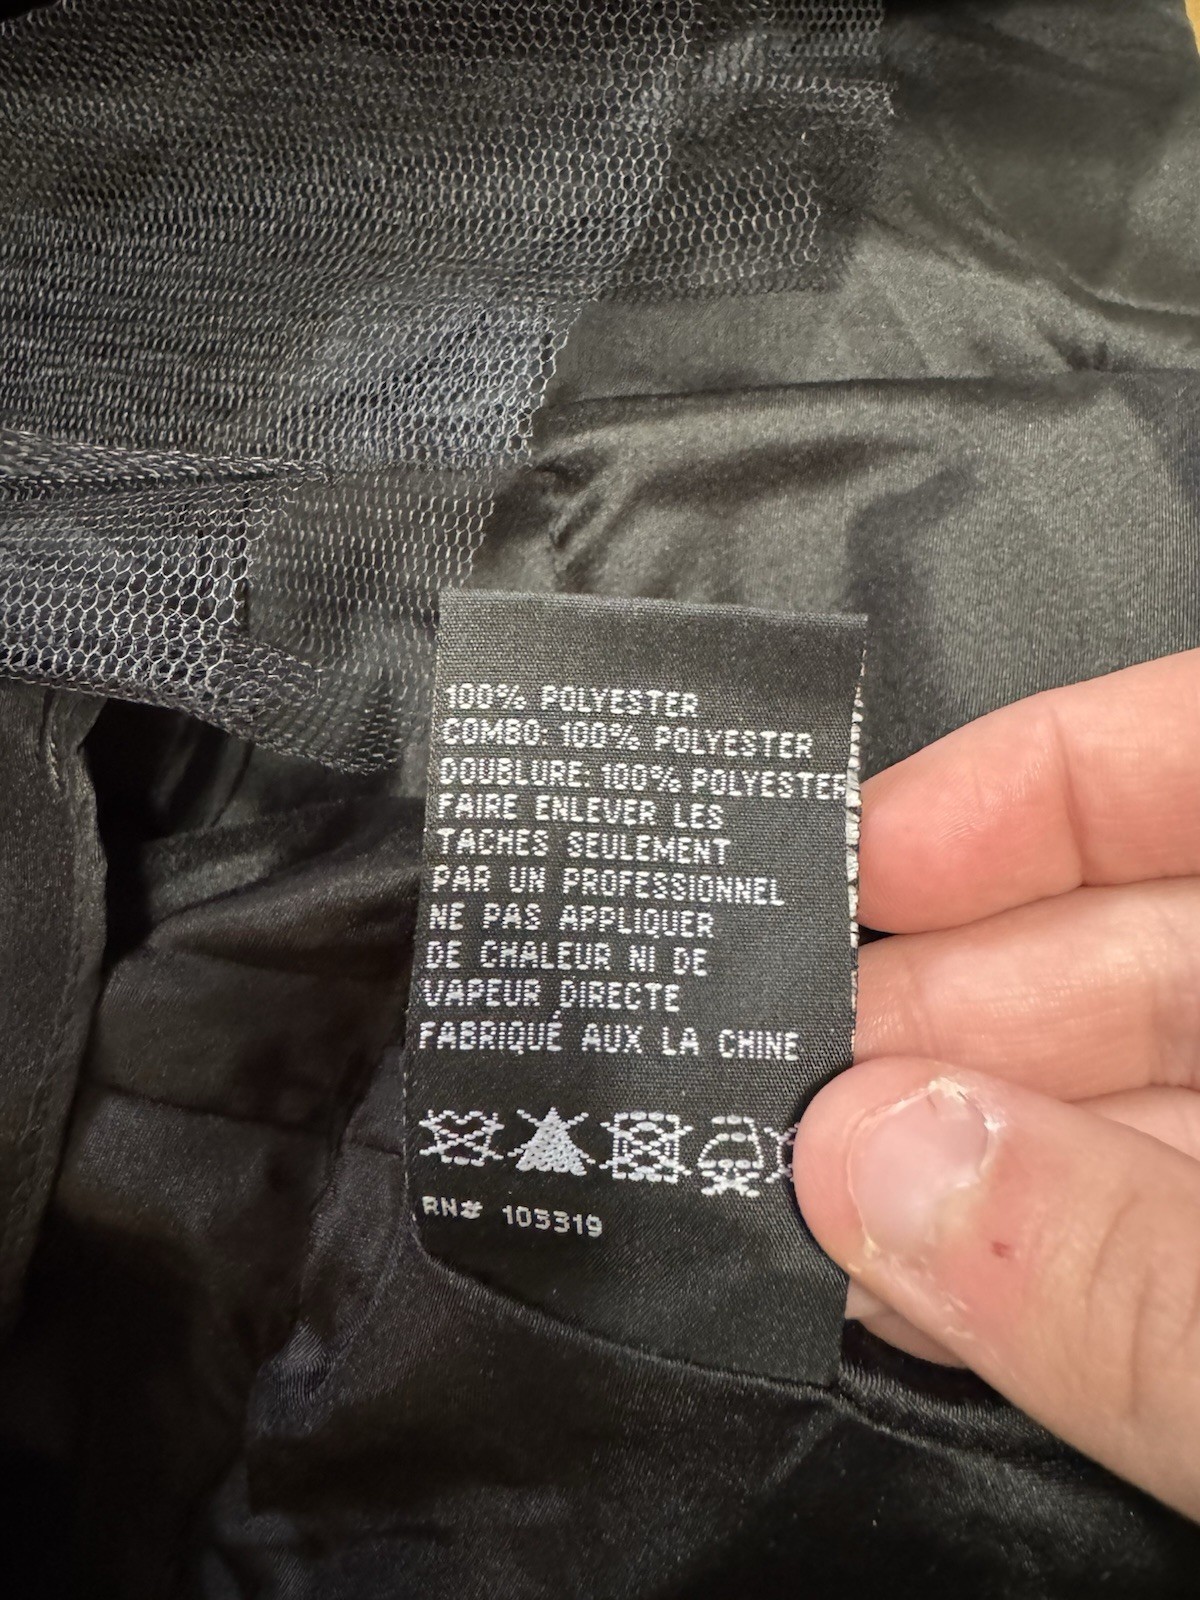 100% POLYESTER
COMBO: 100% POLYESTER
DOUBLURE: 100% POLYESTER
FAIRE ENLEVER LES
TACHES SEULEMENT
PAR UN PROFESSIONNEL
NE PAS APPLIQUER
DE CHALEUR NI DE
VAPEUR DIRECTE
FABRIQUÉ AUX LA CHINE
RN# 103319